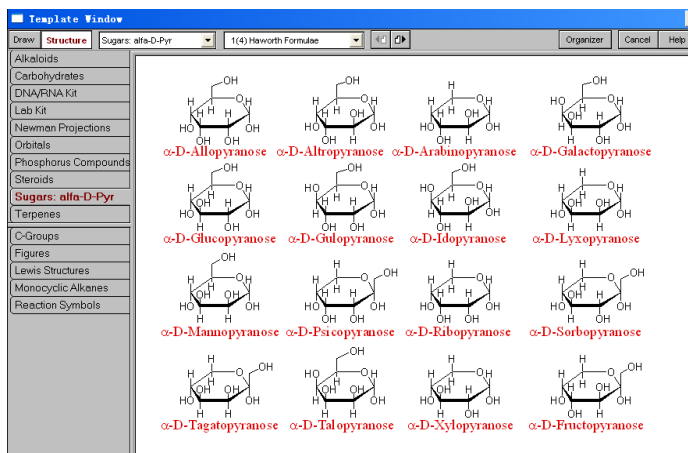 Template Window
Draw Structure Sugars: alfa-D-Pyr 1(4) Haworth Formulae Organizer Cancel Help
Alkaloids
Carbohydrates
DNA/RNA Kit
Lab Kit
Newman Projections
Orbitals
Phosphorus Compounds
Steroids
Sugars: alfa-D-Pyr
Terpenes
C-Groups
Figures
Lewis Structures
Monocyclic Alkanes
Reaction Symbols
α-D-Allopyranose α-D-Altropyranose α-D-Arabinopyranose α-D-Galactopyranose
α-D-Glucopyranose α-D-Gulopyranose α-D-Idopyranose α-D-Lyxopyranose
α-D-Mannopyranose α-D-Psicopyranose α-D-Ribopyranose α-D-Sorbopyranose
α-D-Tagatopyranose α-D-Talopyranose α-D-Xylopyranose α-D-Fructopyranose